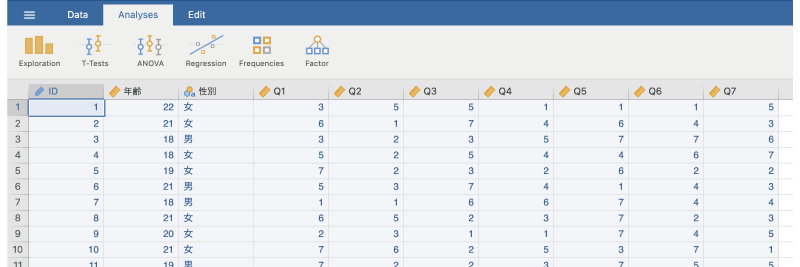 Data Analyses Edit
Exploration T-Tests ANOVA Regression Frequencies Factor
ID 年齢 性別 Q1 Q2 Q3 Q4 Q5 Q6 Q7
1 1 22 女 3 5 5 1 1 1 5
2 2 21 女 6 1 7 4 6 4 3
3 3 18 男 3 2 3 5 7 7 6
4 4 18 女 5 2 5 4 4 6 7
5 5 19 女 7 2 3 2 6 2 2
6 6 21 男 5 3 7 4 1 4 3
7 7 18 男 1 1 6 6 7 4 4
8 8 21 女 6 5 2 3 7 2 3
9 9 20 女 2 3 1 1 7 4 5
10 10 21 女 7 6 2 5 3 7 1
11 11 19 男 7 2 2 3 7 5 5